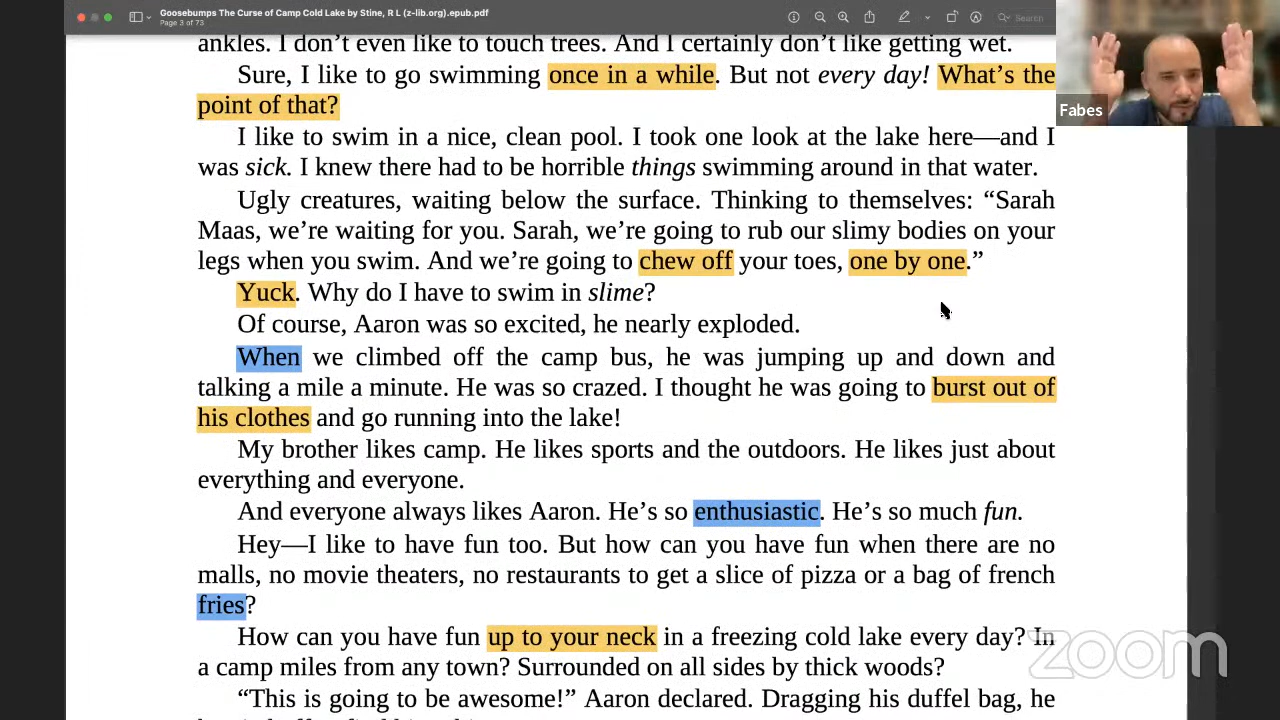 Goosebumps The Curse of Camp Cold Lake by Stine, R L (z-lib.org).epub.pdf
Page 3 of 73
Search
ankles. I don’t even like to touch trees. And I certainly don’t like getting wet.
Sure, I like to go swimming once in a while. But not every day! What’s the
point of that?
I like to swim in a nice, clean pool. I took one look at the lake here—and I
was sick. I knew there had to be horrible things swimming around in that water.
Ugly creatures, waiting below the surface. Thinking to themselves: “Sarah
Maas, we’re waiting for you. Sarah, we’re going to rub our slimy bodies on your
legs when you swim. And we’re going to chew off your toes, one by one.”
Yuck. Why do I have to swim in slime?
Of course, Aaron was so excited, he nearly exploded.
When we climbed off the camp bus, he was jumping up and down and
talking a mile a minute. He was so crazed. I thought he was going to burst out of
his clothes and go running into the lake!
My brother likes camp. He likes sports and the outdoors. He likes just about
everything and everyone.
And everyone always likes Aaron. He’s so enthusiastic. He’s so much fun.
Hey—I like to have fun too. But how can you have fun when there are no
malls, no movie theaters, no restaurants to get a slice of pizza or a bag of french
fries?
How can you have fun up to your neck in a freezing cold lake every day? In
a camp miles from any town? Surrounded on all sides by thick woods?
“This is going to be awesome!” Aaron declared. Dragging his duffel bag, he
Fabes
zoom